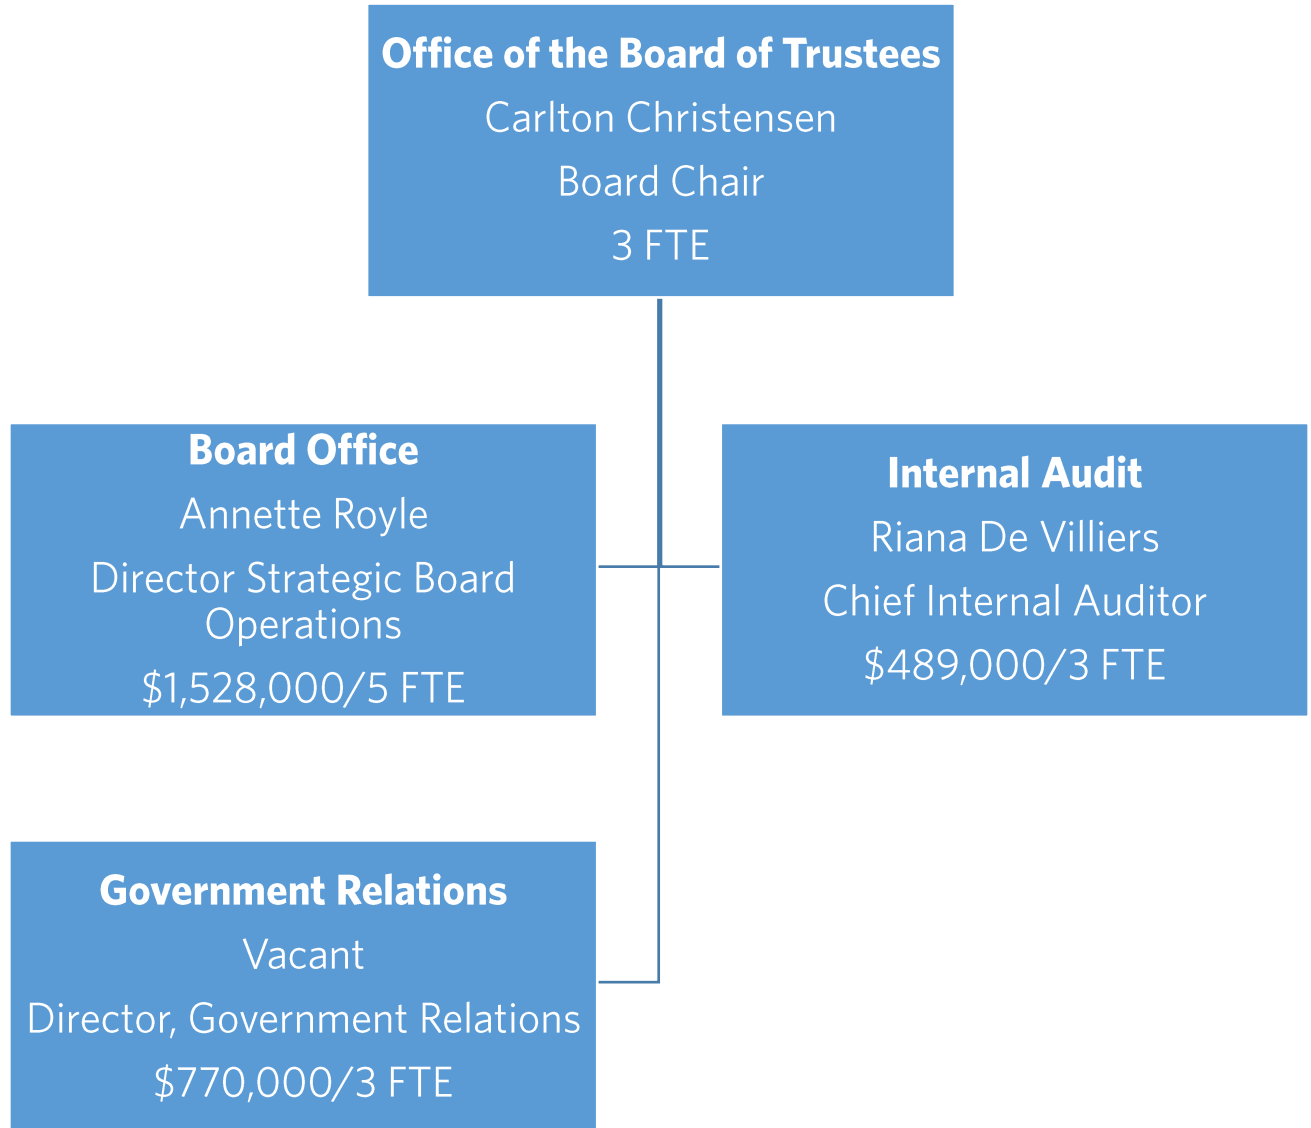 Office of the Board of Trustees
Carlton Christensen
Board Chair
3 FTE
Board Office
Annette Royle
Director Strategic Board
Operations
$1,528,000/5 FTE
Internal Audit
Riana De Villiers
Chief Internal Auditor
$489,000/3 FTE
Government Relations
Vacant
Director, Government Relations
$770,000/3 FTE